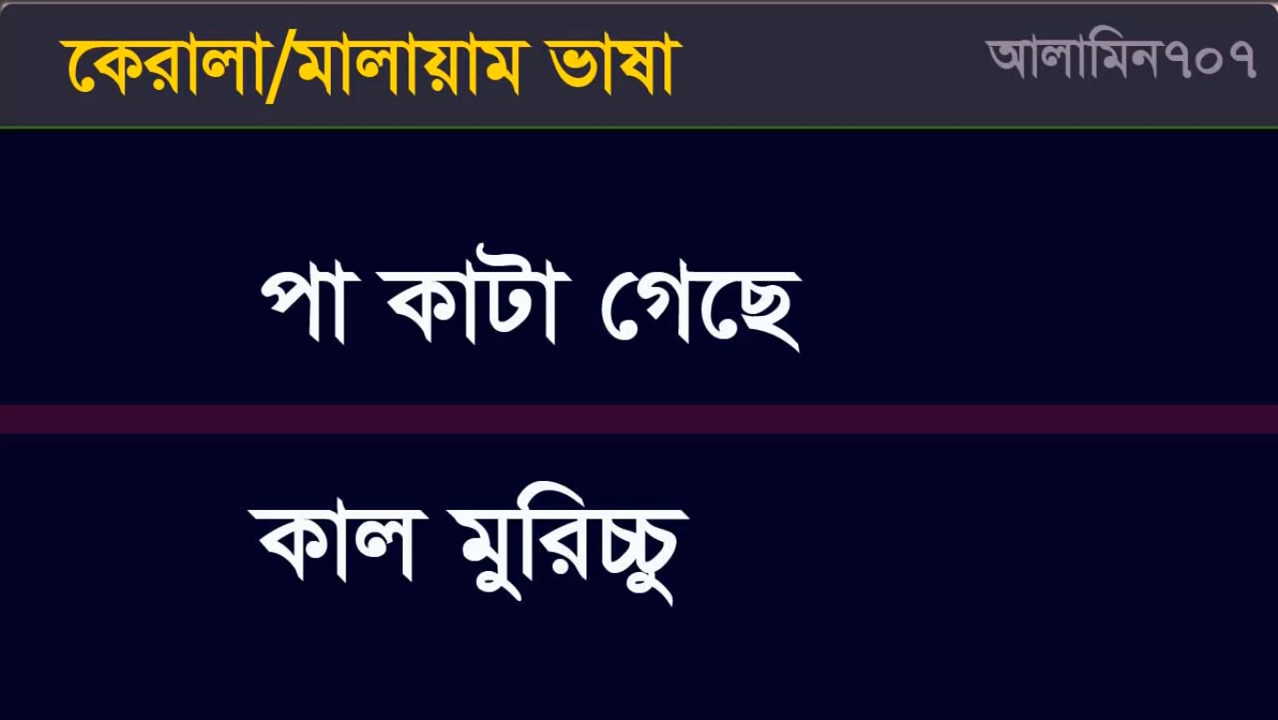 কেরালা/মালায়াম ভাষা
আলামিন৭০৭
পা কাটা গেছে
কাল মুরিচ্চু